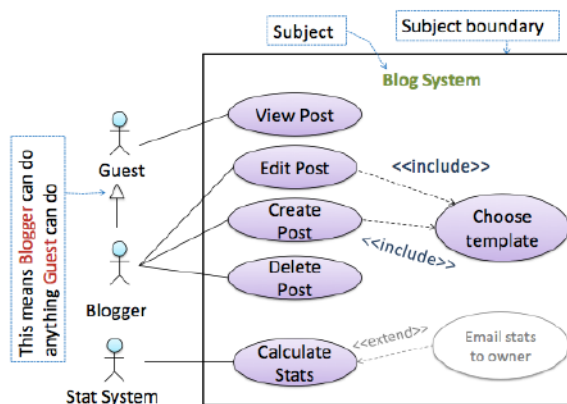 Subject
Subject boundary
Blog System
View Post
Guest
Edit Post
<<include>>
Create
Post
Choose
template
<<include>>
This means Blogger can do
anything Guest can do
Delete
Post
Blogger
Calculate
Stats
<<extend>>
Email stats
to owner
Stat System